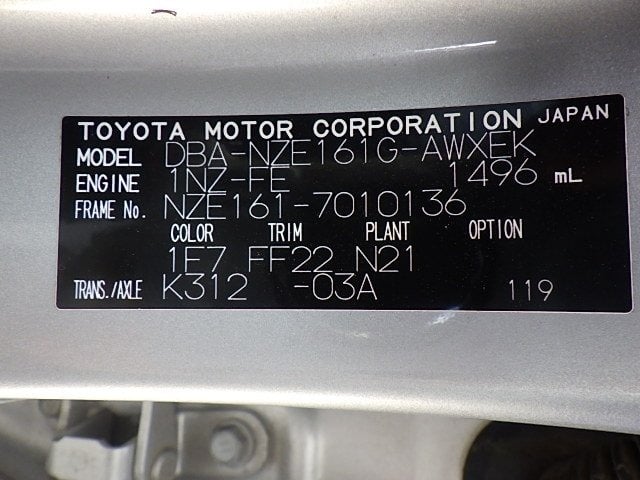 TOYOTA MOTOR CORPORATION JAPAN
MODEL DBA-NZE161G-AWXEK
ENGINE 1NZ-FE 1496 mL
FRAME No. NZE161-7010136
COLOR TRIM PLANT OPTION
1F7 FF22 N21
TRANS./AXLE K312 -03A 119